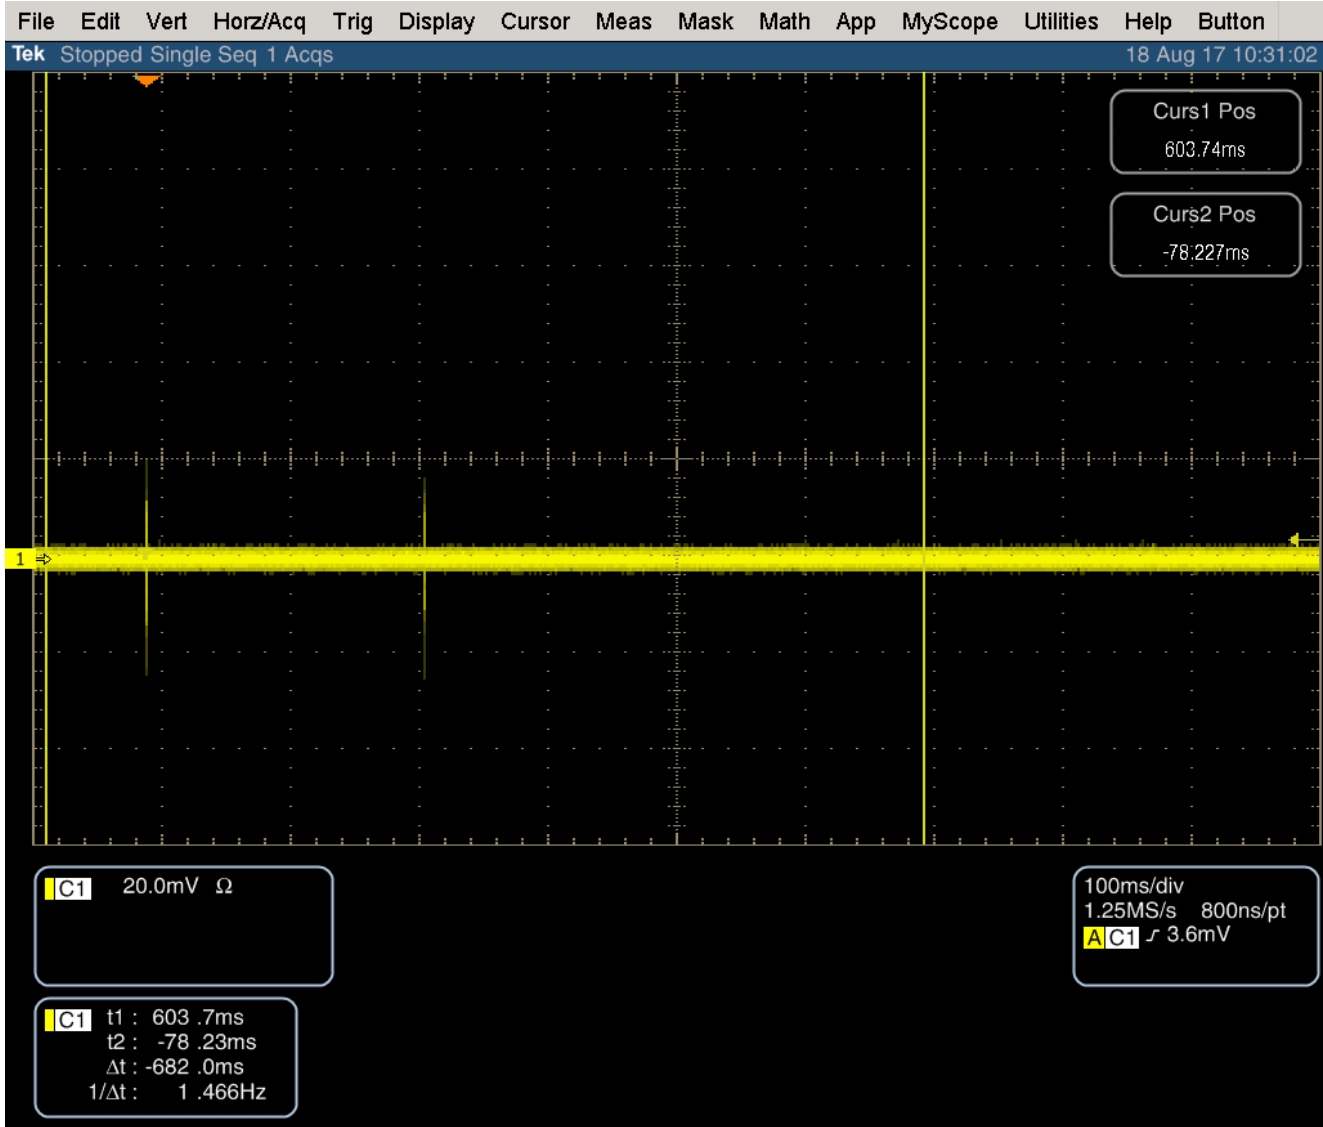 File Edit Vert Horz/Acq Trig Display Cursor Meas Mask Math App MyScope Utilities Help Button
Tek Stopped Single Seq 1 Acqs 18 Aug 17 10:31:02
Curs1 Pos
603.74ms
Curs2 Pos
-78.227ms
1
C1 20.0mV Ω
100ms/div
1.25MS/s 800ns/pt
A C1 3.6mV
C1 t1 : 603 .7ms
t2 : -78 .23ms
Δt : -682 .0ms
1/Δt : 1 .466Hz